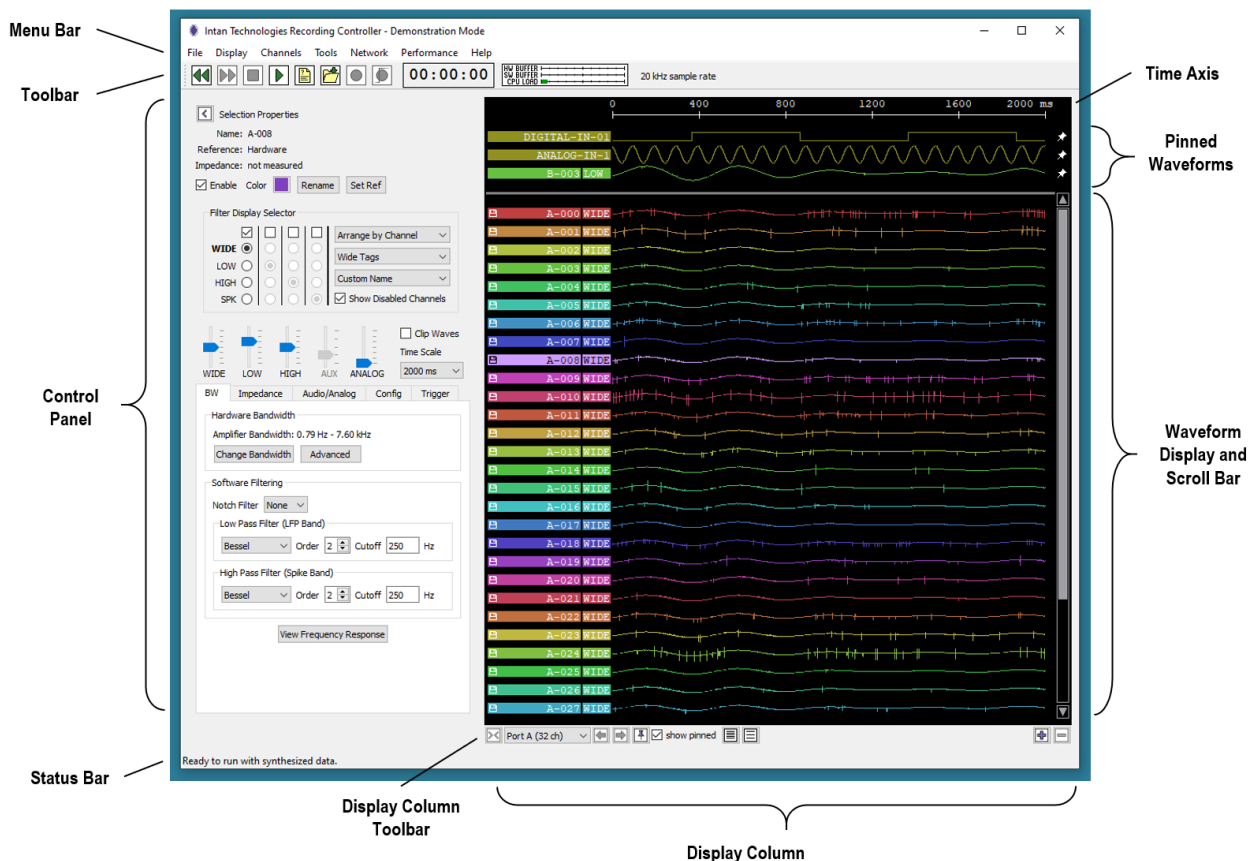 Intan Technologies Recording Controller - Demonstration Mode
Menu Bar
File Display Channels Tools Network Performance Help
Toolbar
00:00:00
HW BUFFER
SW BUFFER
CPU LOAD
20 kHz sample rate
Time Axis
Selection Properties
Name: A-008
Reference: Hardware
Impedance: not measured
Enable Color Rename Set Ref
Filter Display Selector
WIDE
LOW
HIGH
SPK
Arrange by Channel
Wide Tags
Custom Name
Show Disabled Channels
Clip Waves
Time Scale
2000 ms
WIDE LOW HIGH AUX ANALOG
BW Impedance Audio/Analog Config Trigger
Control
Panel
Hardware Bandwidth
Amplifier Bandwidth: 0.79 Hz - 7.60 kHz
Change Bandwidth Advanced
Software Filtering
Notch Filter None
Low Pass Filter (LFP Band)
Bessel Order 2 Cutoff 250 Hz
High Pass Filter (Spike Band)
Bessel Order 2 Cutoff 250 Hz
View Frequency Response
0 400 800 1200 1600 2000 ms
DIGITAL-IN-01
ANALOG-IN-1
B-003 LOW
Pinned
Waveforms
A-000 WIDE
A-001 WIDE
A-002 WIDE
A-003 WIDE
A-004 WIDE
A-005 WIDE
A-006 WIDE
A-007 WIDE
A-008 WIDE
A-009 WIDE
A-010 WIDE
A-011 WIDE
A-012 WIDE
A-013 WIDE
A-014 WIDE
A-015 WIDE
A-016 WIDE
A-017 WIDE
A-018 WIDE
A-019 WIDE
A-020 WIDE
A-021 WIDE
A-022 WIDE
A-023 WIDE
A-024 WIDE
A-025 WIDE
A-026 WIDE
A-027 WIDE
Waveform
Display and
Scroll Bar
Port A (32 ch) show pinned
Ready to run with synthesized data.
Status Bar
Display Column
Toolbar
Display Column